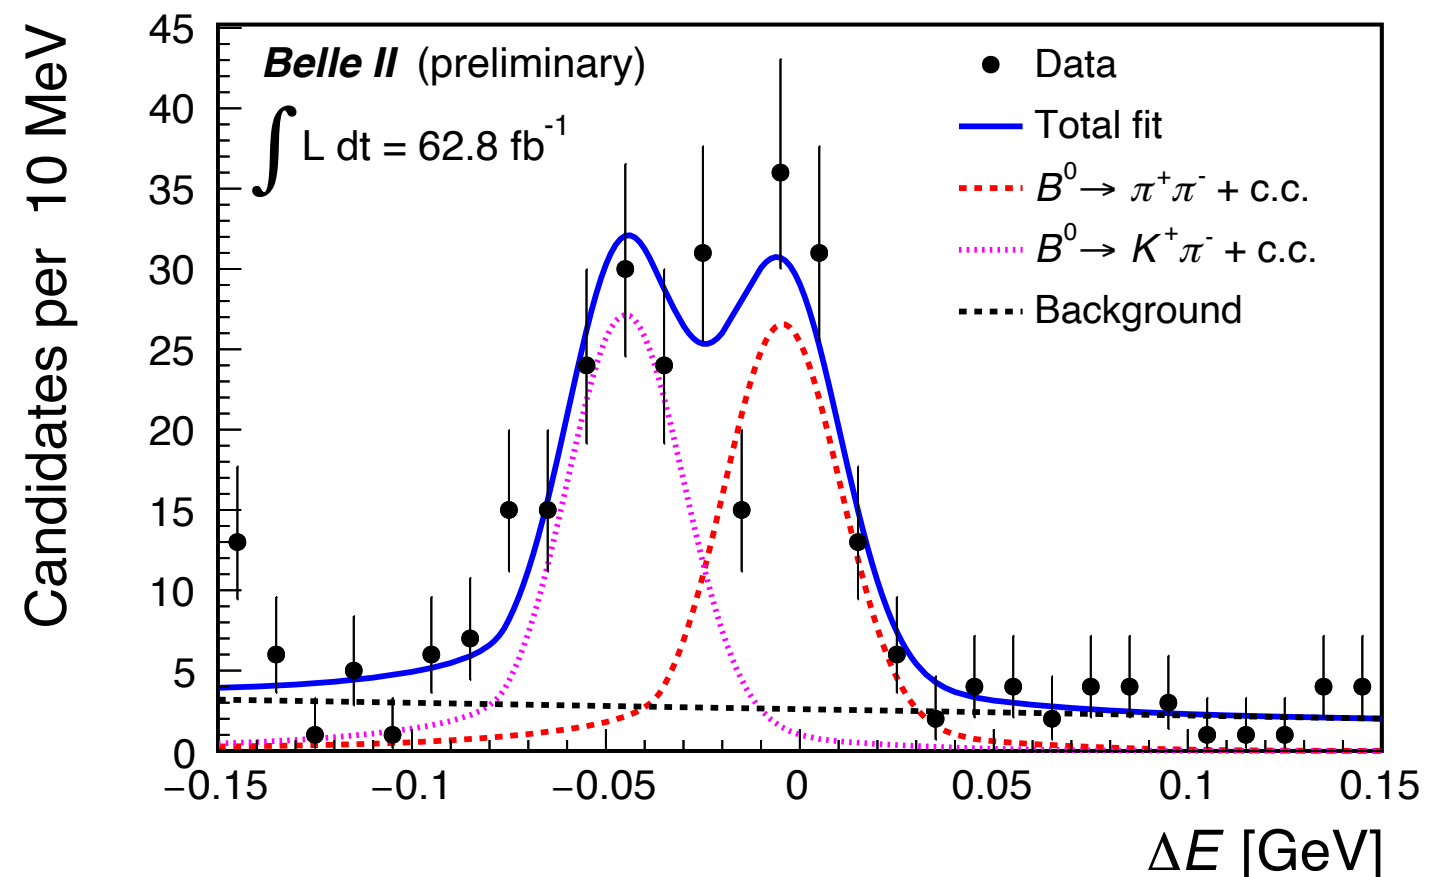 Candidates per 10 MeV
45
40
35
30
25
20
15
10
5
0
Belle II (preliminary)
∫ L dt = 62.8 fb⁻¹
Data
Total fit
B⁰→ π⁺π⁻ + c.c.
B⁰→ K⁺π⁻ + c.c.
Background
−0.15 −0.1 −0.05 0 0.05 0.1 0.15
ΔE [GeV]